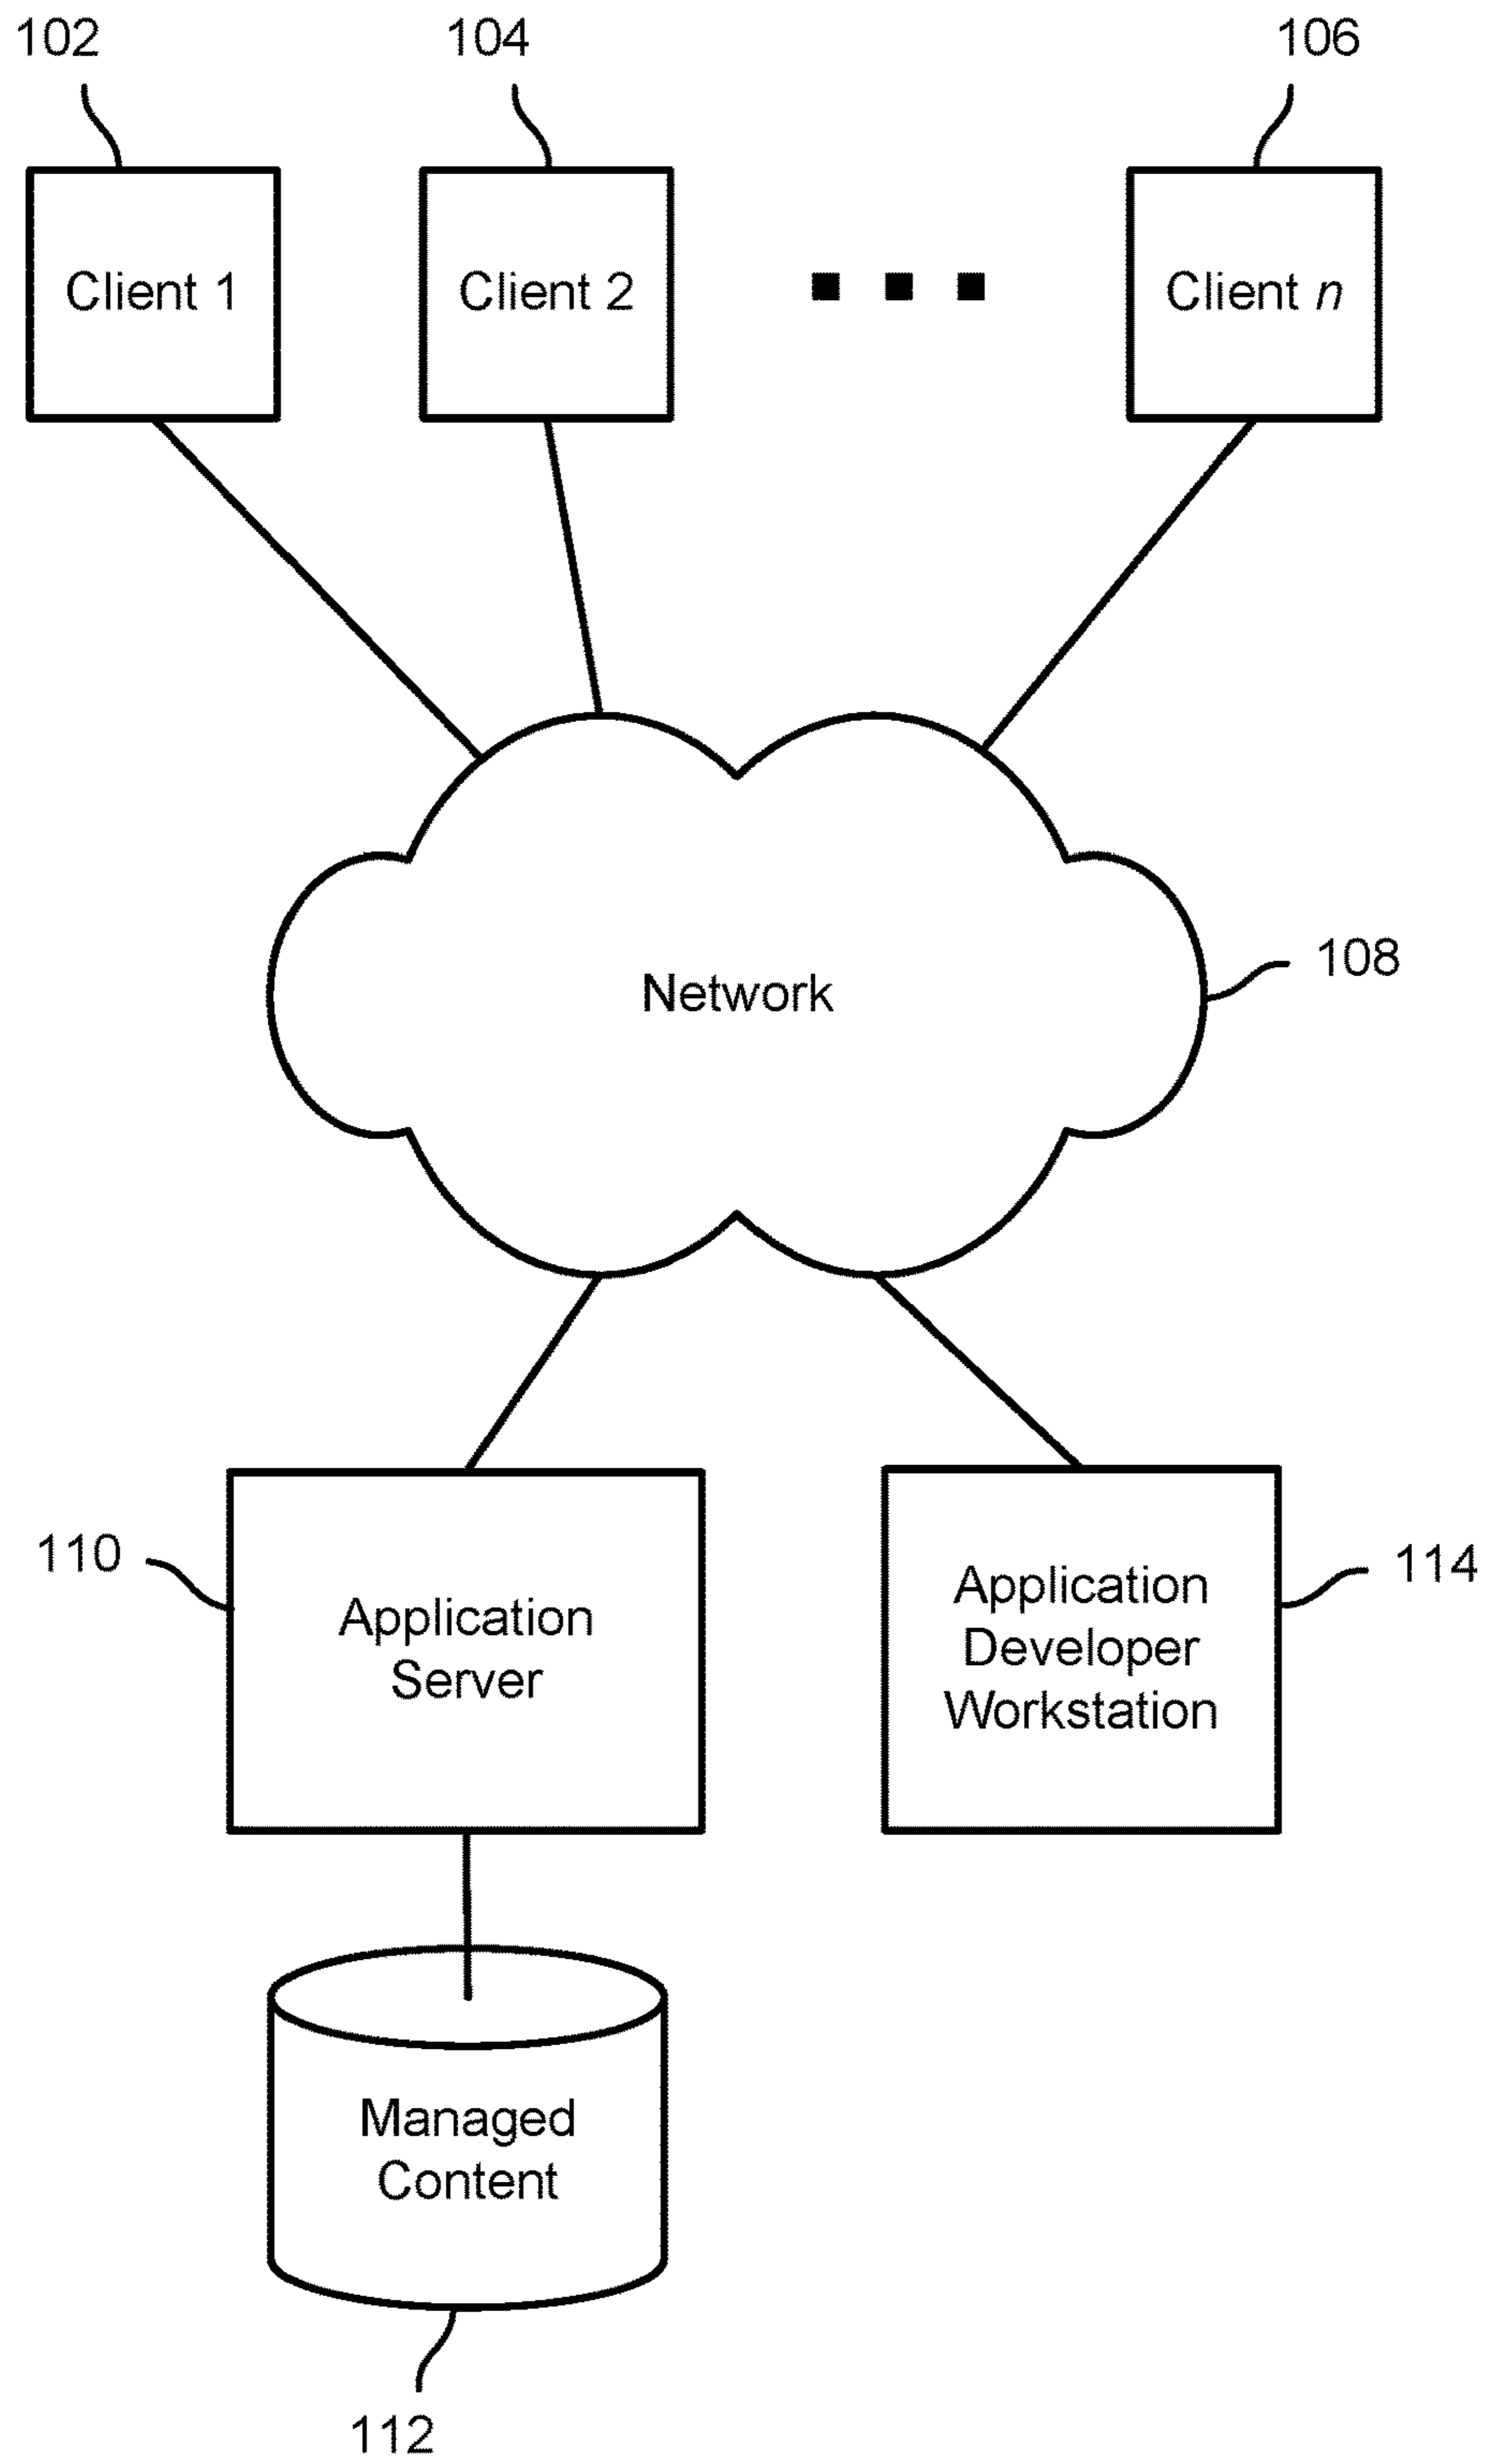 102
104
106
Client 1
Client 2
Client n
Network
108
110
Application
Server
Application
Developer
Workstation
114
Managed
Content
112